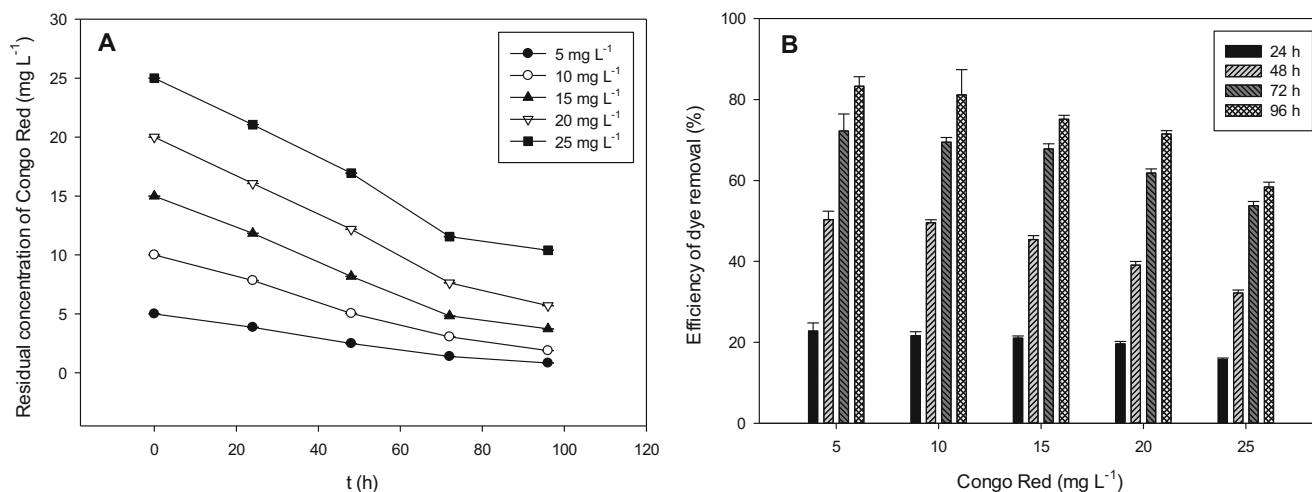 A
Residual concentration of Congo Red (mg L⁻¹)
30
25
20
15
10
5
0
0 20 40 60 80 100 120
t (h)
5 mg L⁻¹
10 mg L⁻¹
15 mg L⁻¹
20 mg L⁻¹
25 mg L⁻¹
B
Efficiency of dye removal (%)
100
80
60
40
20
0
5 10 15 20 25
Congo Red (mg L⁻¹)
24 h
48 h
72 h
96 h